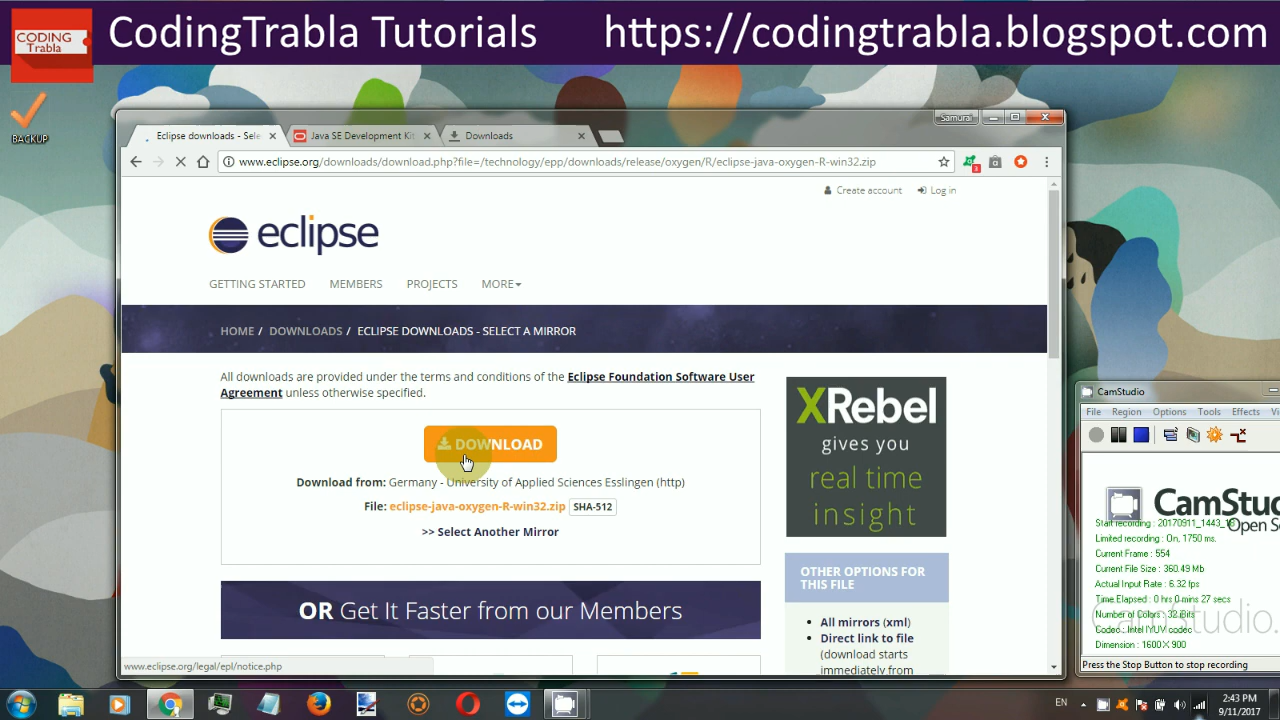 CODING
Trabla
CodingTrabla Tutorials https://codingtrabla.blogspot.com
BACKUP
Samurai
Eclipse downloads - Sele
Java SE Development Kit
Downloads
www.eclipse.org/downloads/download.php?file=/technology/epp/downloads/release/oxygen/R/eclipse-java-oxygen-R-win32.zip
3
Create account Log in
eclipse
GETTING STARTED MEMBERS PROJECTS MORE
HOME / DOWNLOADS / ECLIPSE DOWNLOADS - SELECT A MIRROR
All downloads are provided under the terms and conditions of the Eclipse Foundation Software User
Agreement unless otherwise specified.
DOWNLOAD
Download from: Germany - University of Applied Sciences Esslingen (http)
File: eclipse-java-oxygen-R-win32.zip SHA-512
>> Select Another Mirror
OR Get It Faster from our Members
XRebel
gives you
real time
insight
OTHER OPTIONS FOR
THIS FILE
All mirrors (xml)
Direct link to file
(download starts
immediately from
www.eclipse.org/legal/epl/notice.php
CamStudio
File Region Options Tools Effects Vi
CamStudio
Open So
Start recording : 20170911_1443_
Limited recording : On, 1750 ms.
Current Frame : 554
Current File Size : 360.49 Mb
Actual Input Rate : 6.32 fps
Time Elapsed : 0 hrs 0 mins 27 secs
Number of Colors : 32 Bits
Codec : Intel IYUV codec
Dimension : 1600 X 900
CamStudio.
Press the Stop Button to stop recording
EN
2:43 PM
9/11/2017